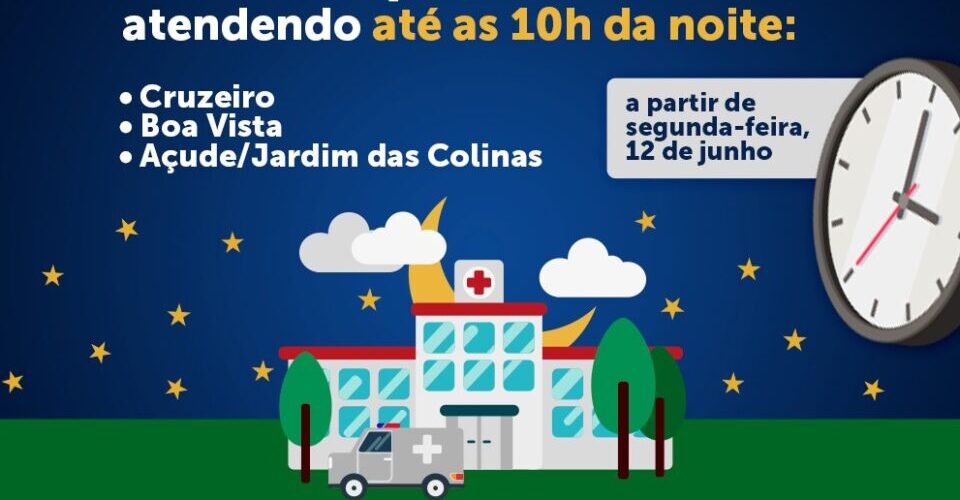 atendendo até as 10h da noite:
• Cruzeiro
• Boa Vista
• Açude/Jardim das Colinas
a partir de
segunda-feira,
12 de junho